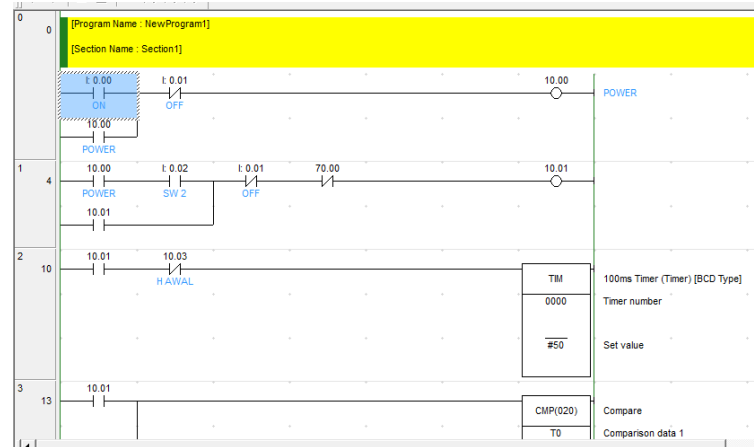 0
0
[Program Name : NewProgram1]
[Section Name : Section1]
I: 0.00
I: 0.01
10.00
ON
OFF
POWER
10.00
POWER
1
4
10.00
I: 0.02
I: 0.01
70.00
10.01
POWER
SW 2
OFF
10.01
2
10
10.01
10.03
H AWAL
TIM
100ms Timer (Timer) [BCD Type]
0000
Timer number
#50
Set value
3
13
10.01
CMP(020)
Compare
T0
Comparison data 1